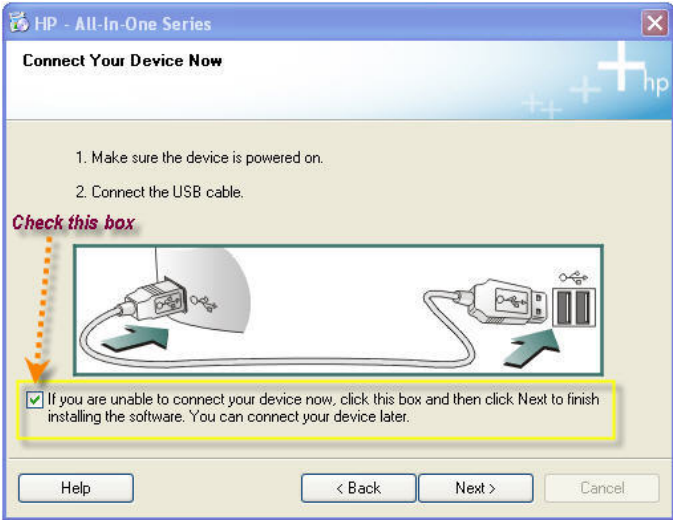 HP - All-In-One Series
Connect Your Device Now
hp
1. Make sure the device is powered on.
2. Connect the USB cable.
Check this box
If you are unable to connect your device now, click this box and then click Next to finish
installing the software. You can connect your device later.
Help
< Back
Next >
Cancel